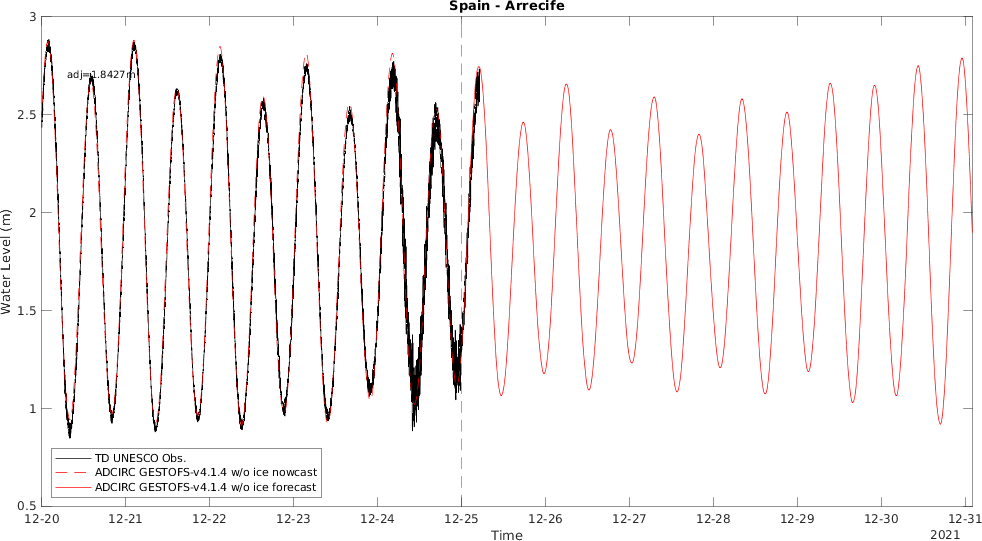 Spain - Arrecife
adj=1.8427m
Water Level (m)
3
2.5
2
1.5
1
0.5
TD UNESCO Obs.
ADCIRC GESTOFS-v4.1.4 w/o ice nowcast
ADCIRC GESTOFS-v4.1.4 w/o ice forecast
12-20 12-21 12-22 12-23 12-24 12-25 12-26 12-27 12-28 12-29 12-30 12-31
Time
2021